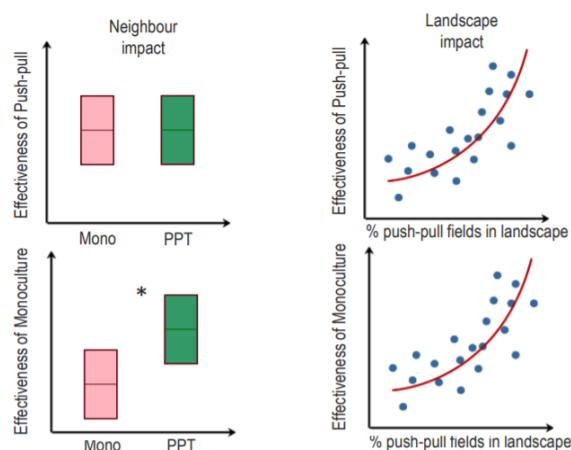 Neighbour
impact
Effectiveness of Push-pull
Mono PPT
Landscape
impact
Effectiveness of Push-pull
% push-pull fields in landscape
Effectiveness of Monoculture
*
Mono PPT
Effectiveness of Monoculture
% push-pull fields in landscape